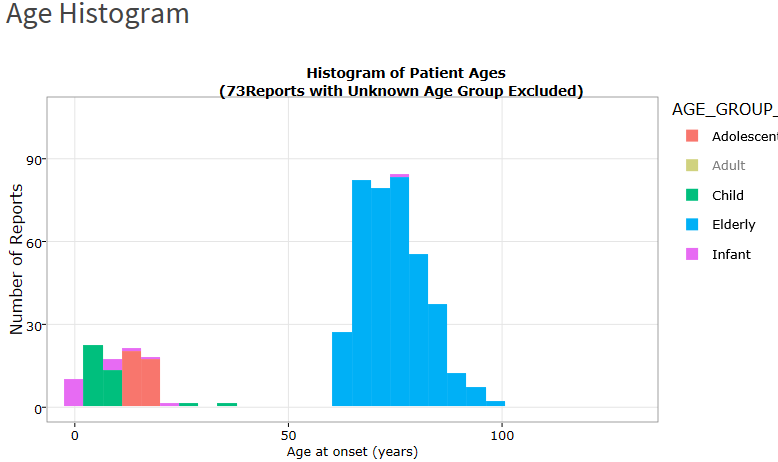 Age Histogram
Histogram of Patient Ages
(73Reports with Unknown Age Group Excluded)
AGE_GROUP_
Adolescent
Adult
Child
Elderly
Infant
Number of Reports
90
60
30
0
0
50
100
Age at onset (years)